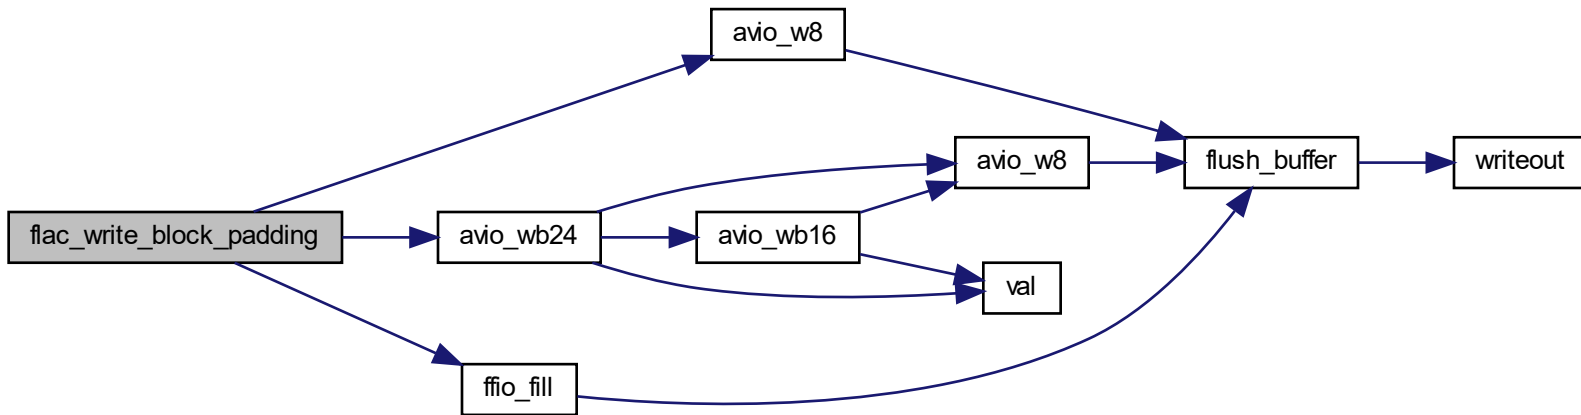 avio_w8
avio_w8
flush_buffer
writeout
flac_write_block_padding
avio_wb24
avio_wb16
val
ffio_fill